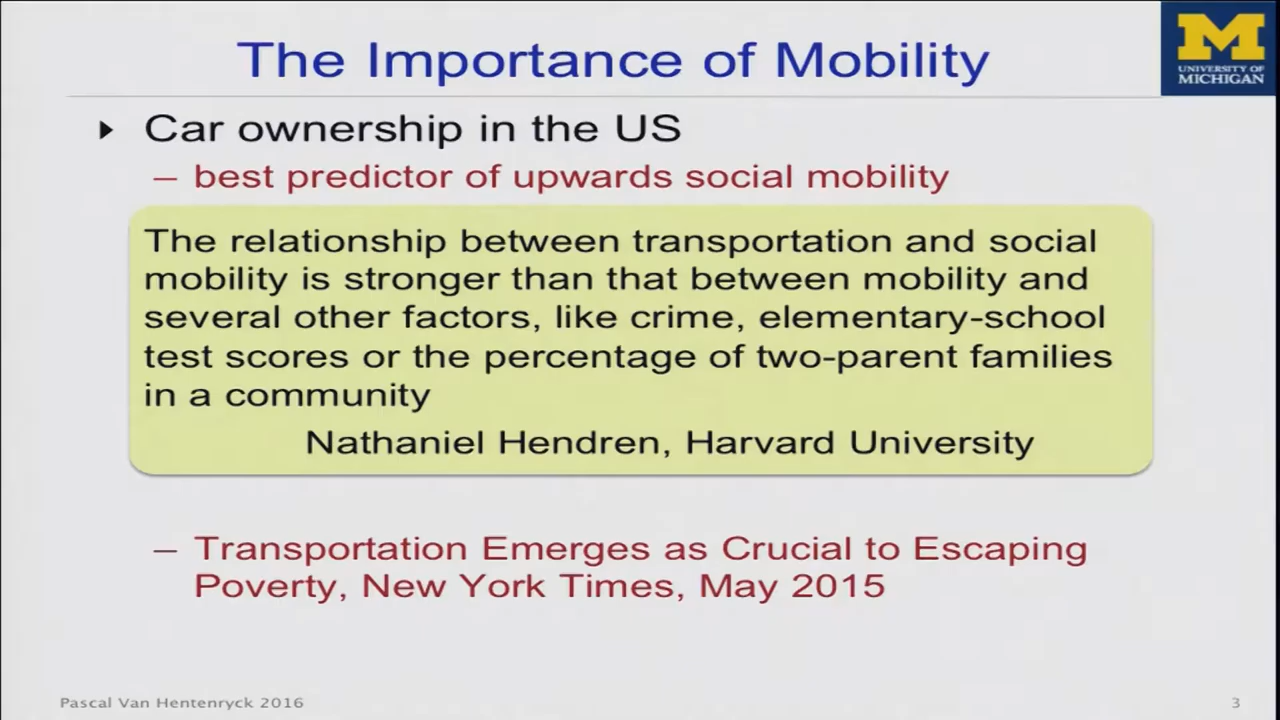 The Importance of Mobility
M
UNIVERSITY OF
MICHIGAN
Car ownership in the US
– best predictor of upwards social mobility
The relationship between transportation and social
mobility is stronger than that between mobility and
several other factors, like crime, elementary-school
test scores or the percentage of two-parent families
in a community
Nathaniel Hendren, Harvard University
– Transportation Emerges as Crucial to Escaping
Poverty, New York Times, May 2015
Pascal Van Hentenryck 2016
3